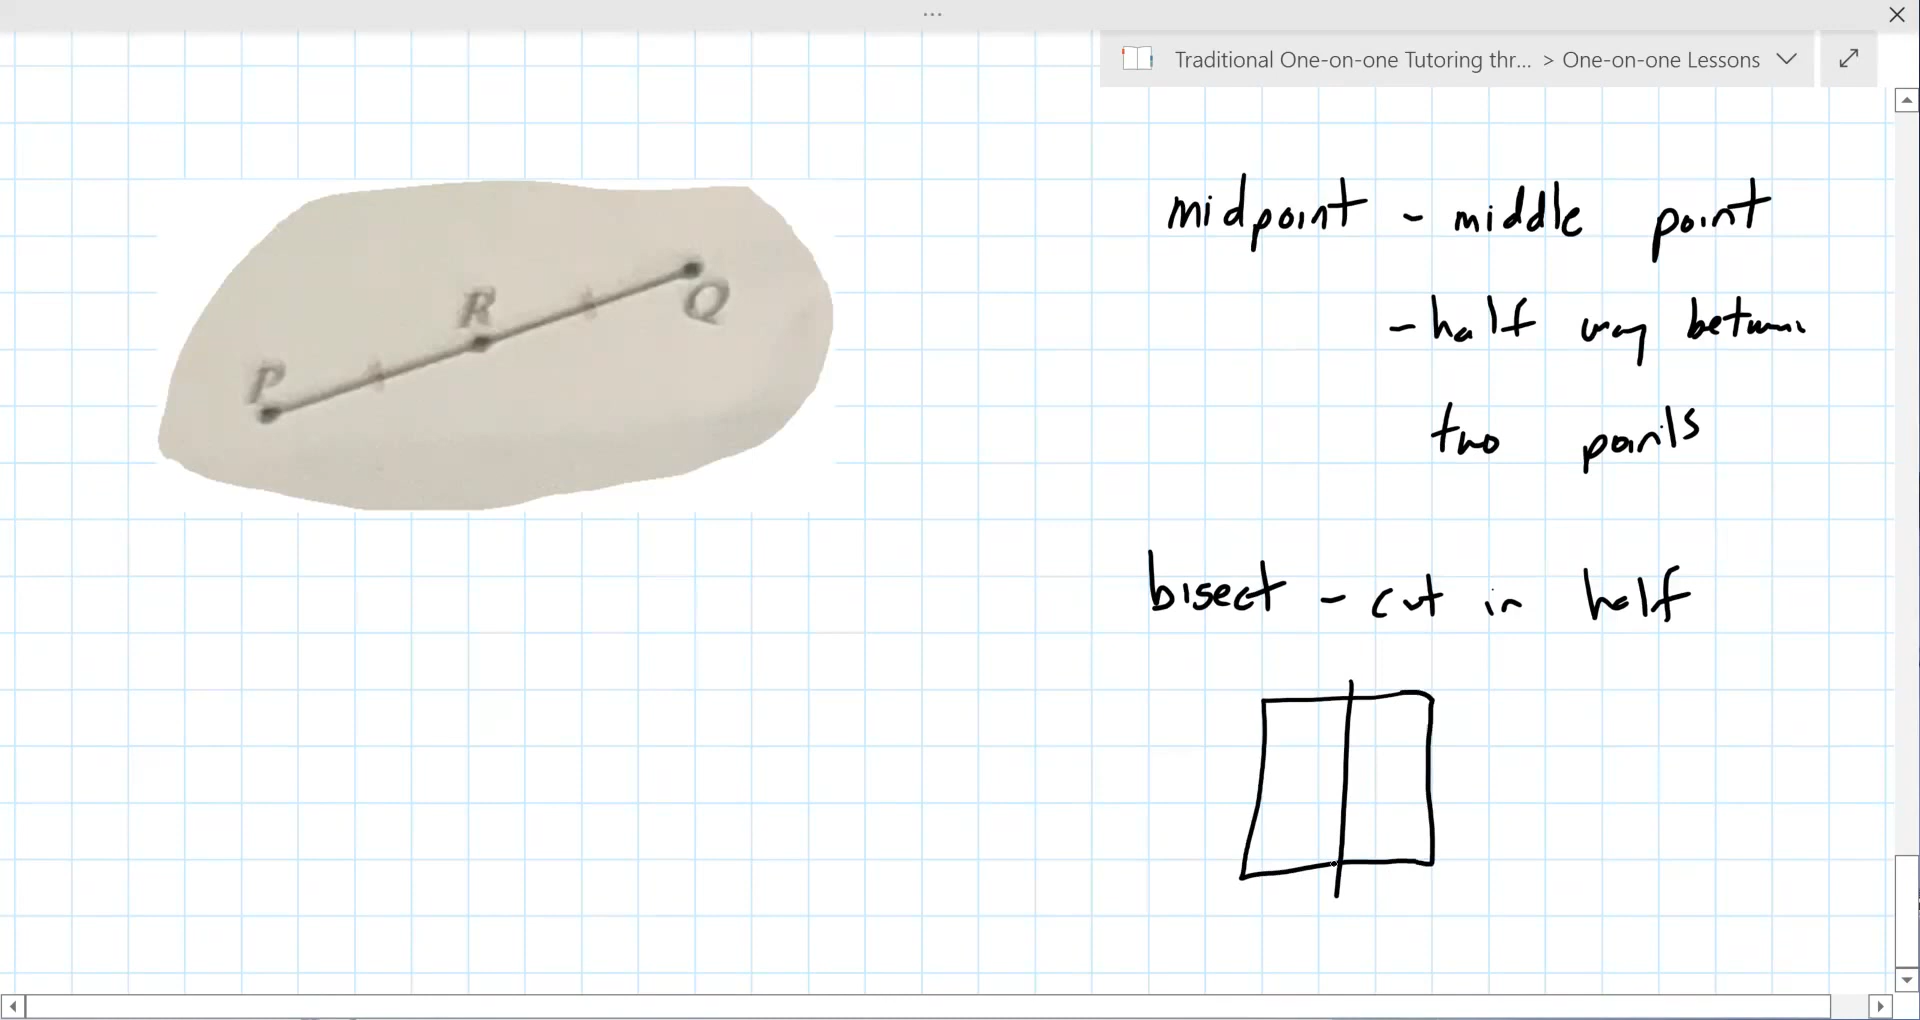 ...
Traditional One-on-one Tutoring thr... > One-on-one Lessons
midpoint - middle point
- half way between
two points
R
Q
P
bisect - cut in half